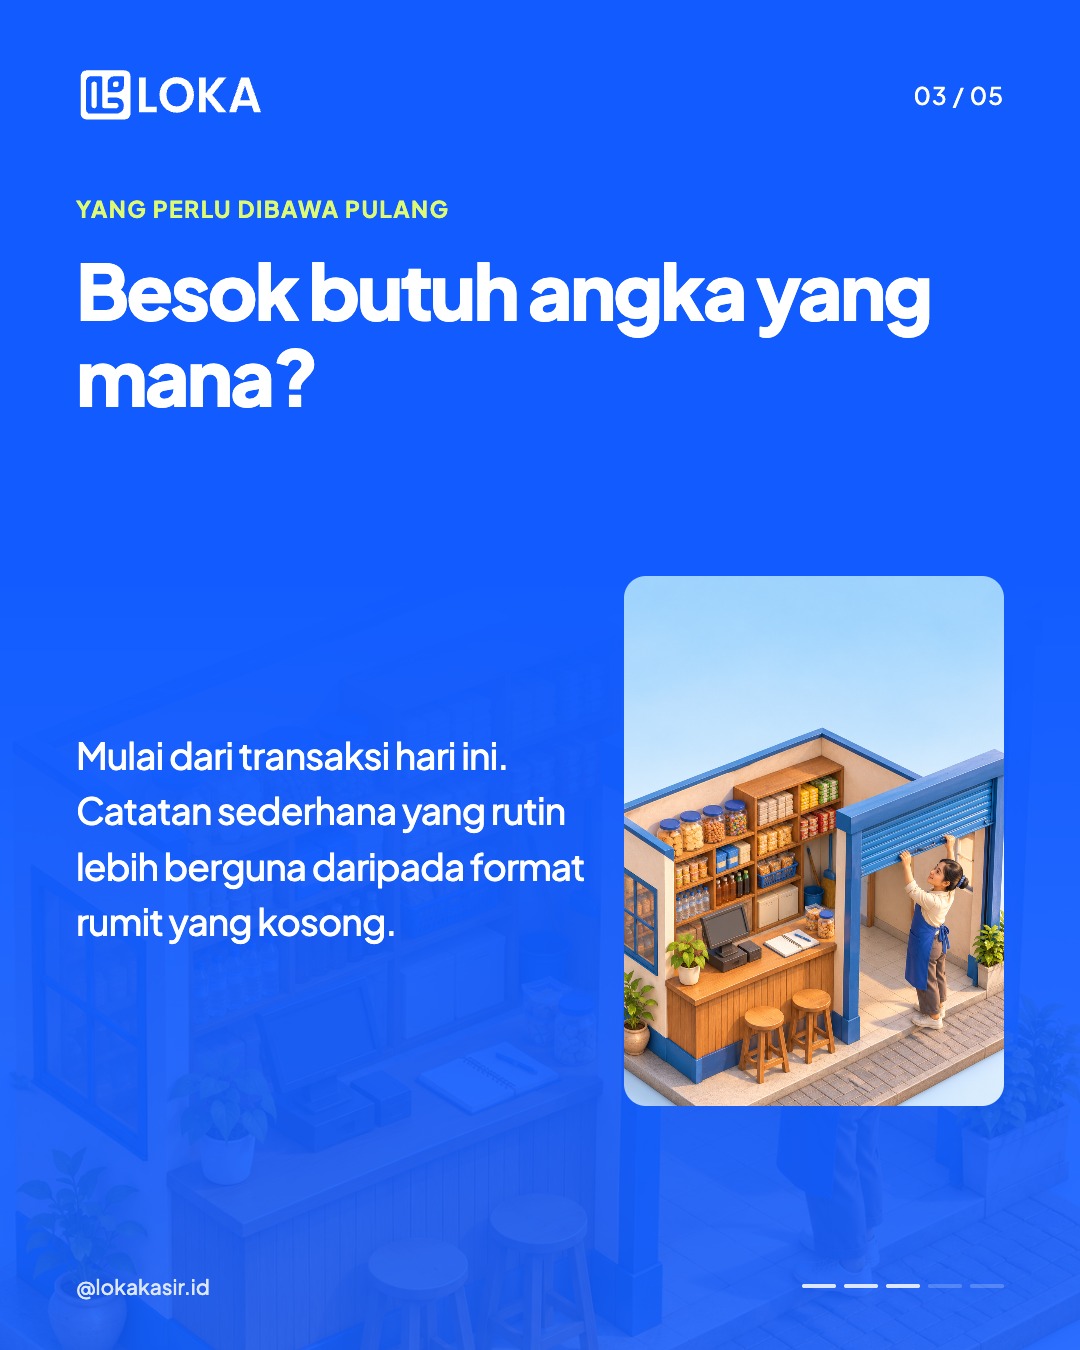 LOKA
03 / 05
YANG PERLU DIBAWA PULANG
Besok butuh angka yang
mana?
Mulai dari transaksi hari ini.
Catatan sederhana yang rutin
lebih berguna daripada format
rumit yang kosong.
@lokakasir.id